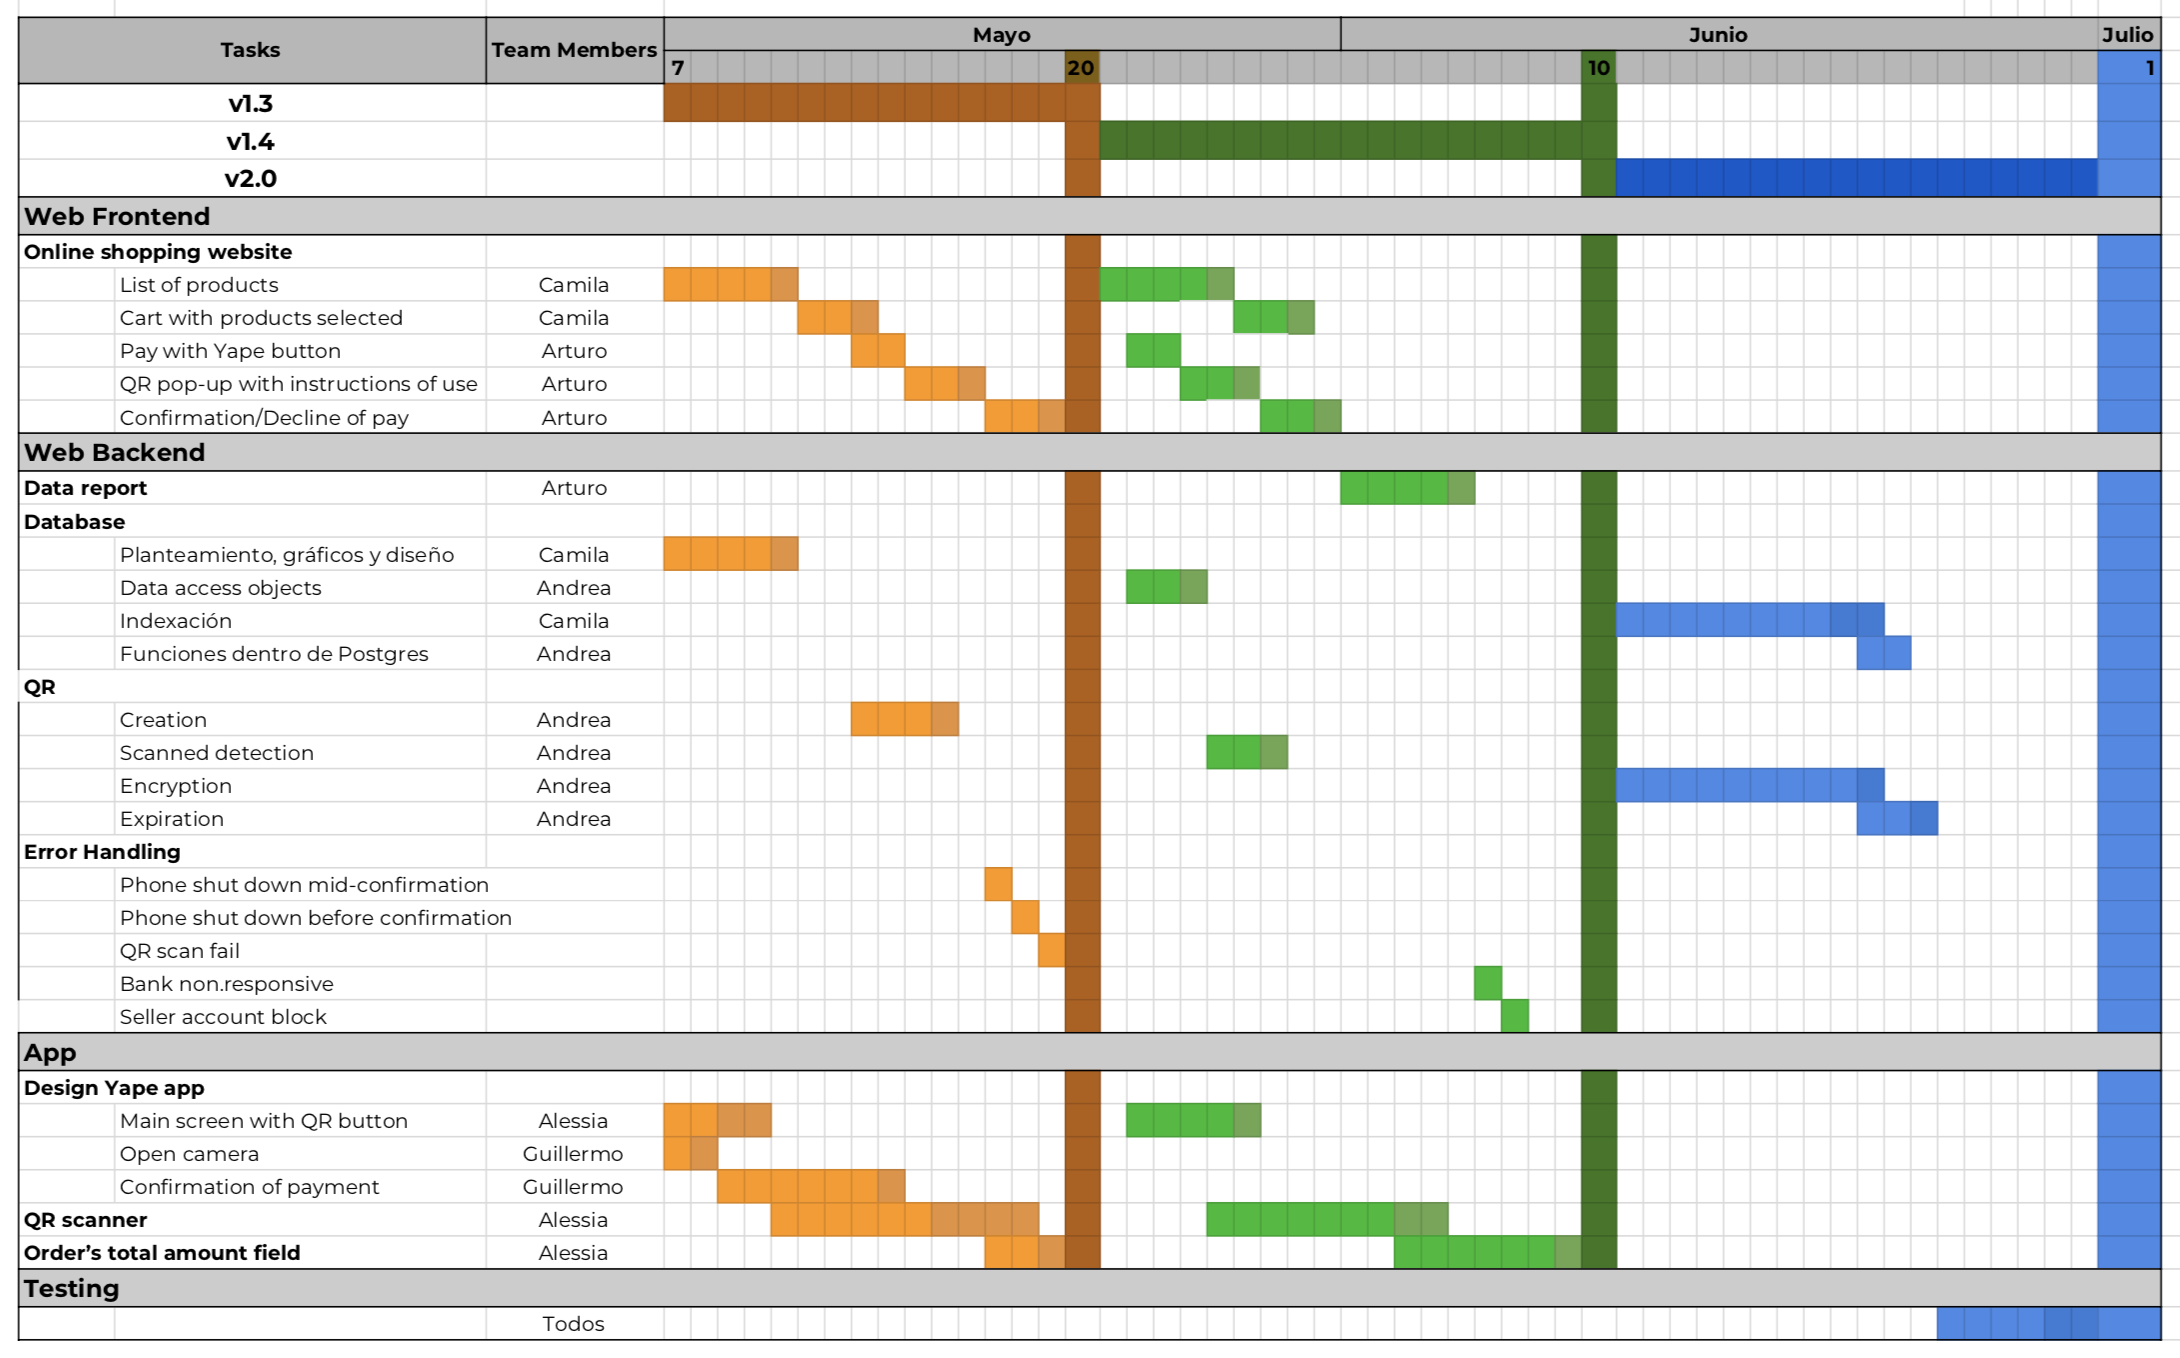 Tasks Team Members Mayo Junio Julio
7 20 10 1
v1.3
v1.4
v2.0
Web Frontend
Online shopping website
List of products Camila
Cart with products selected Camila
Pay with Yape button Arturo
QR pop-up with instructions of use Arturo
Confirmation/Decline of pay Arturo
Web Backend
Data report Arturo
Database
Planteamiento, gráficos y diseño Camila
Data access objects Andrea
Indexación Camila
Funciones dentro de Postgres Andrea
QR
Creation Andrea
Scanned detection Andrea
Encryption Andrea
Expiration Andrea
Error Handling
Phone shut down mid-confirmation
Phone shut down before confirmation
QR scan fail
Bank non.responsive
Seller account block
App
Design Yape app
Main screen with QR button Alessia
Open camera Guillermo
Confirmation of payment Guillermo
QR scanner Alessia
Order’s total amount field Alessia
Testing
Todos